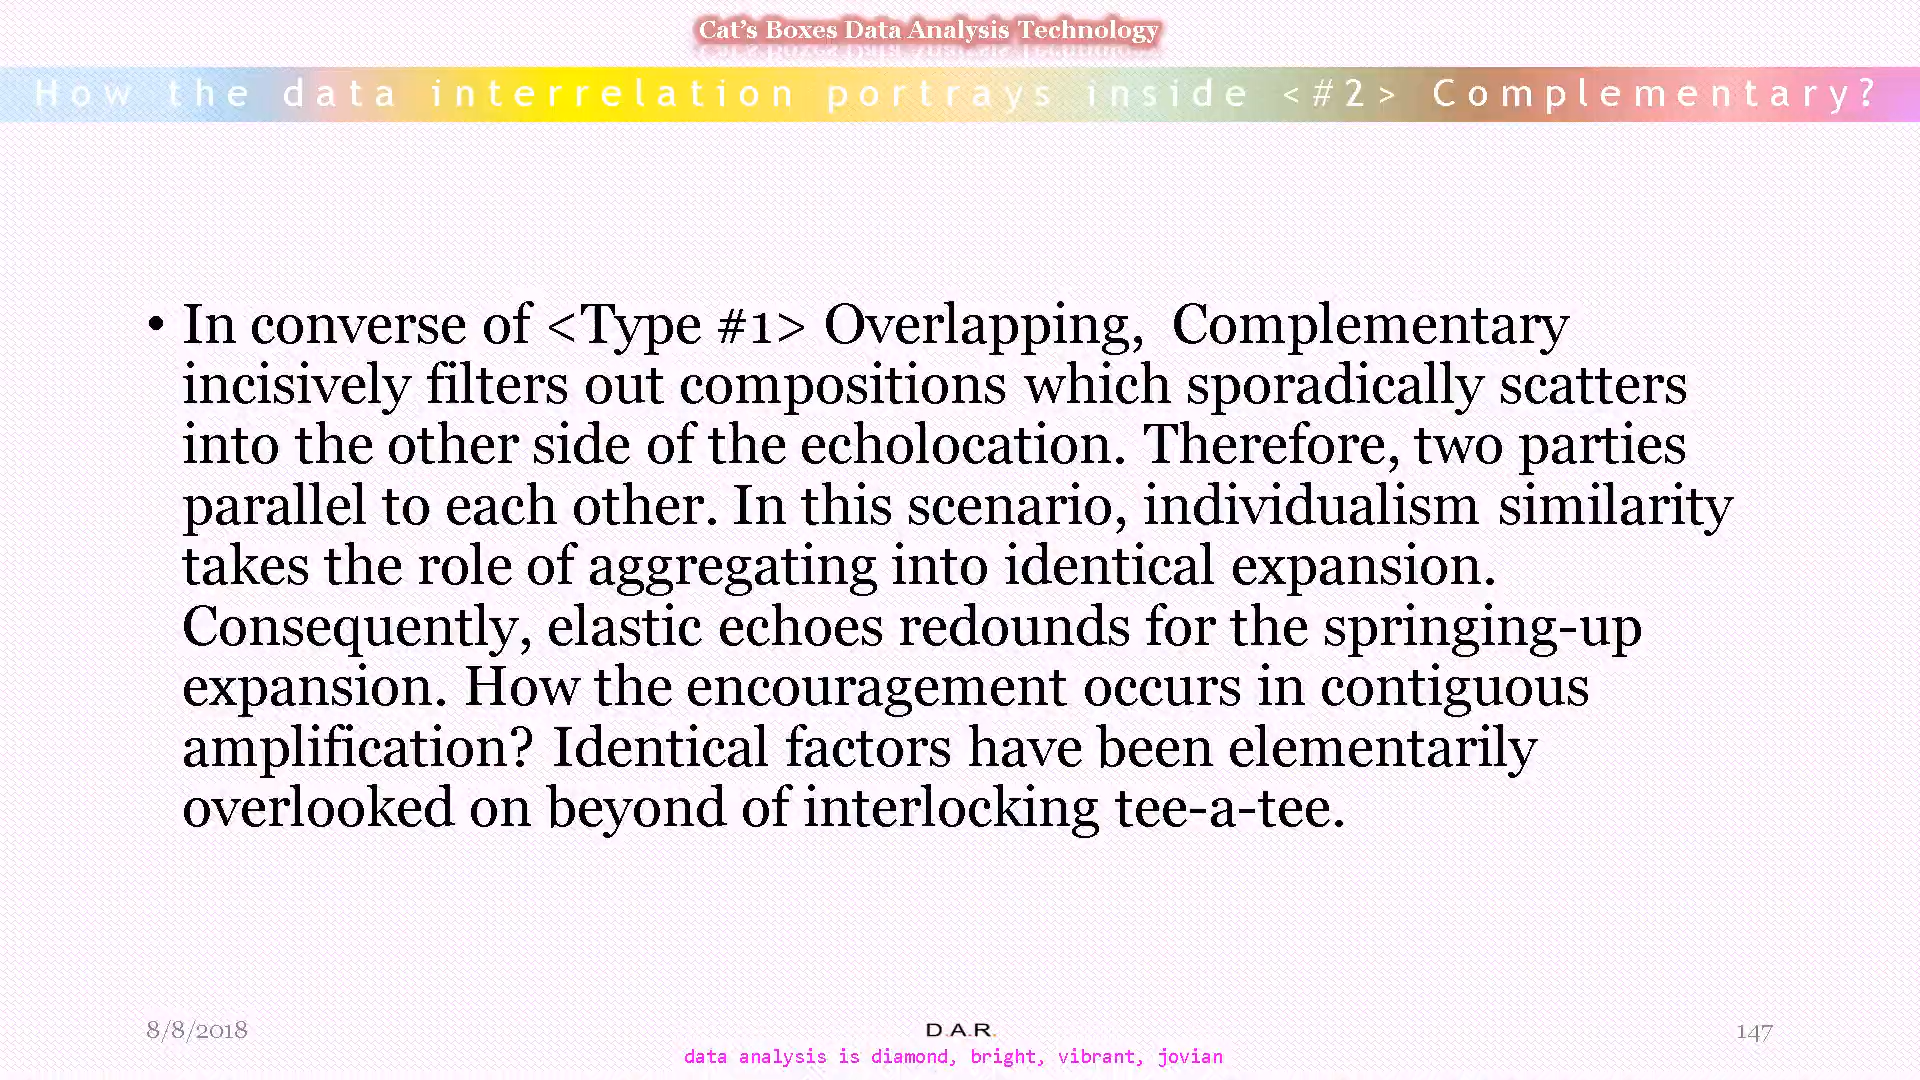 Cat's Boxes Data Analysis Technology
How the data interrelation portrays inside <#2> Complementary?
• In converse of <Type #1> Overlapping,  Complementary
incisively filters out compositions which sporadically scatters
into the other side of the echolocation. Therefore, two parties
parallel to each other. In this scenario, individualism similarity
takes the role of aggregating into identical expansion.
Consequently, elastic echoes redounds for the springing-up
expansion. How the encouragement occurs in contiguous
amplification? Identical factors have been elementarily
overlooked on beyond of interlocking tee-a-tee.
8/8/2018
D.A.R.
147
data analysis is diamond, bright, vibrant, jovian